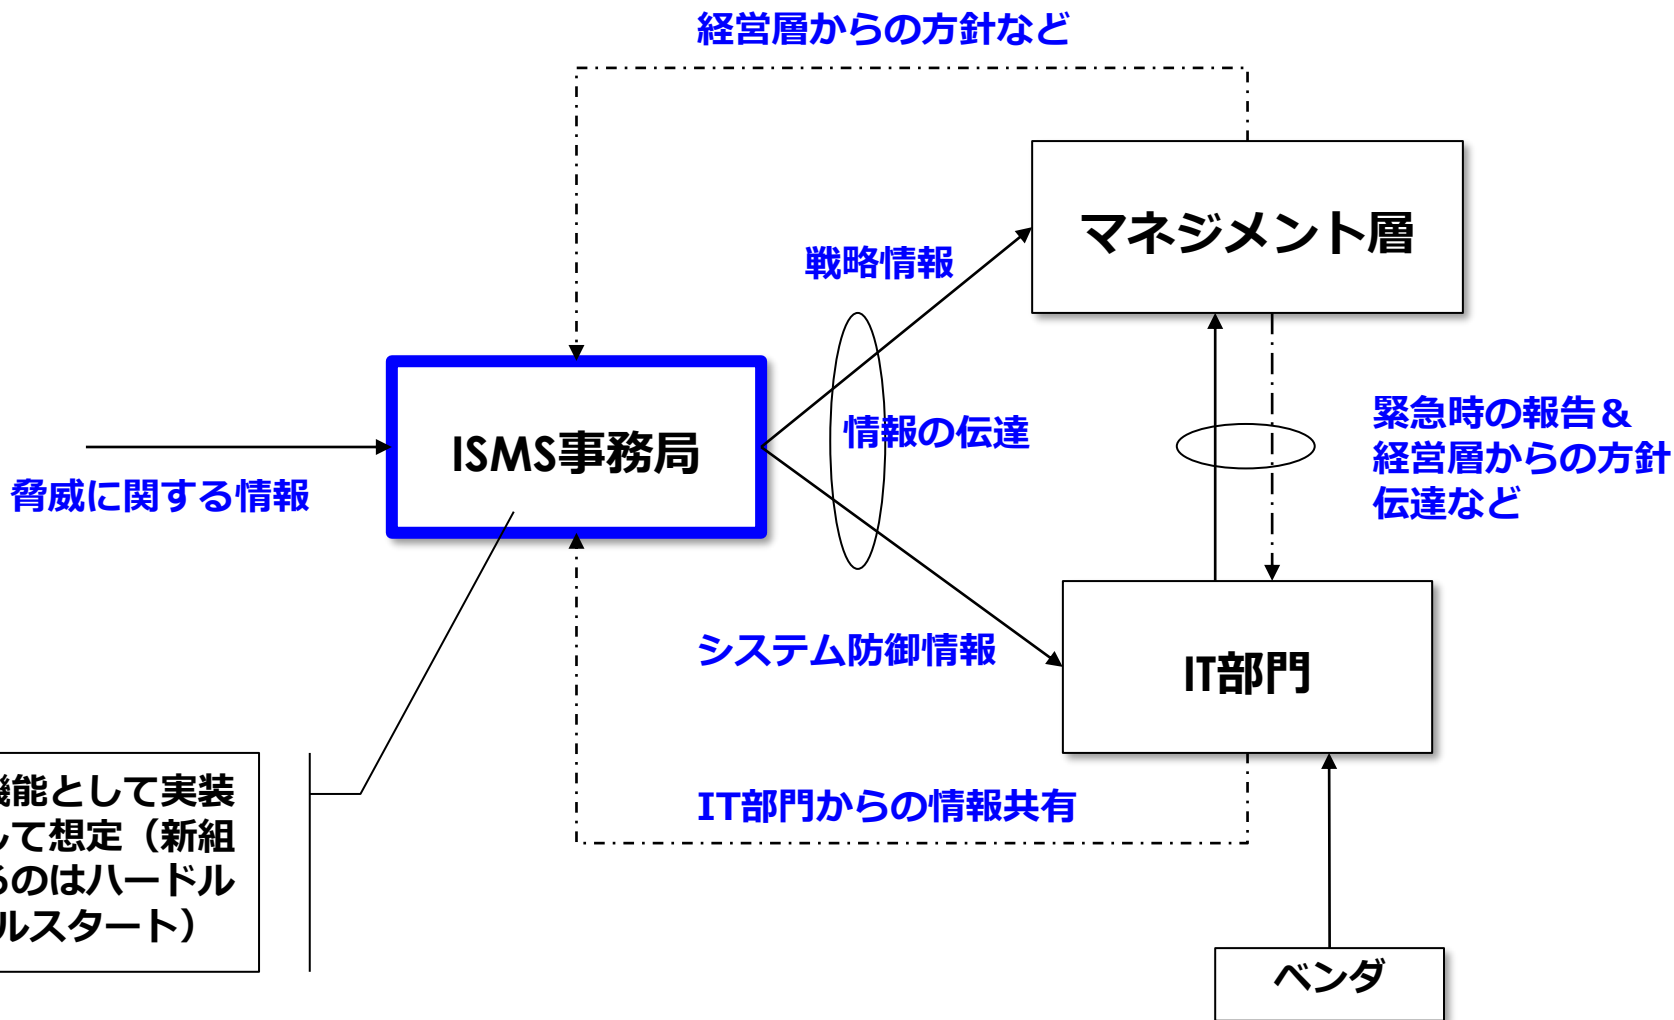 経営層からの方針など
マネジメント層
戦略情報
緊急時の報告＆
経営層からの方針
伝達など
情報の伝達
ISMS事務局
脅威に関する情報
システム防御情報
IT部門
機能として実装
して想定（新組
るのはハードル
ルスタート）
IT部門からの情報共有
ベンダ